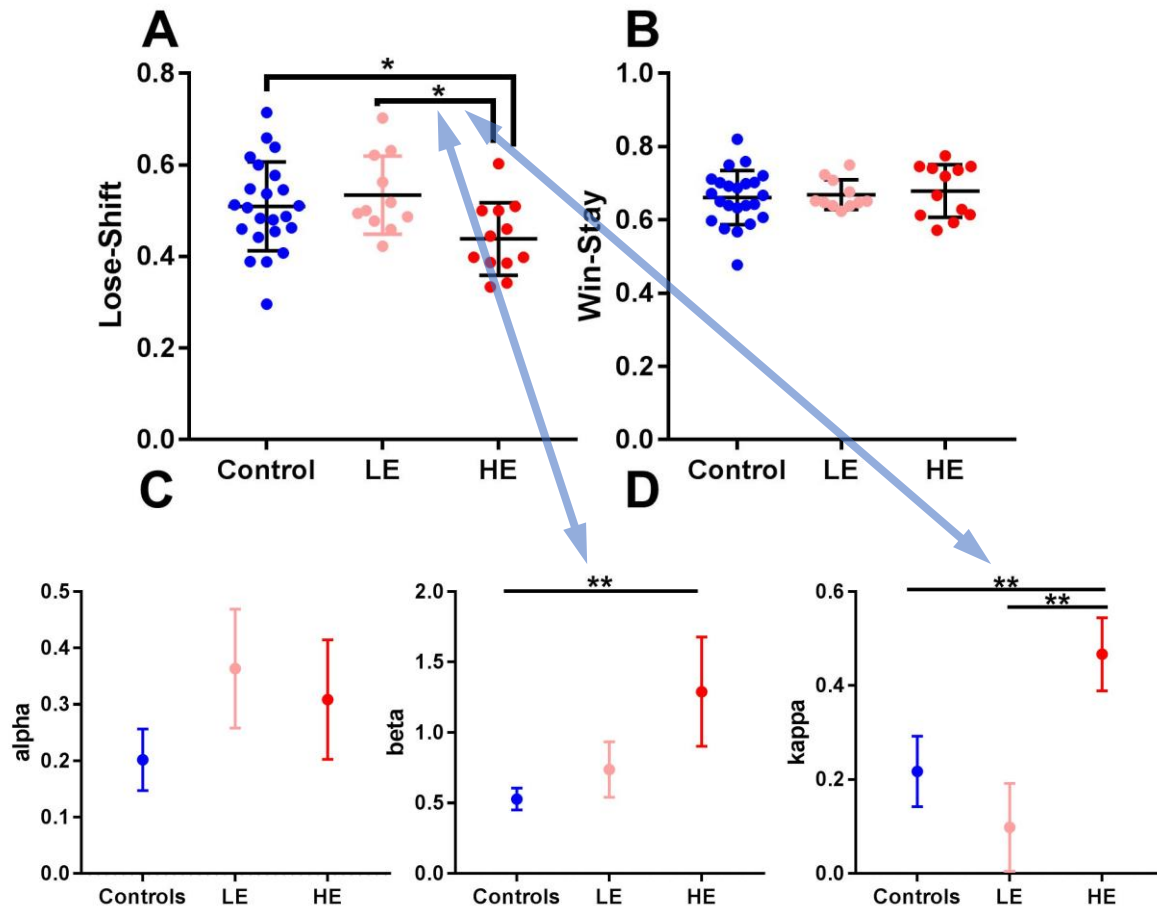 A
Lose-Shift
0.8
0.6
0.4
0.2
0.0
*
*
Control LE HE
B
Win-Stay
1.0
0.8
0.6
0.4
0.2
0.0
Control LE HE
C
alpha
0.5
0.4
0.3
0.2
0.1
0.0
Controls LE HE
beta
2.0
1.5
1.0
0.5
0.0
**
Controls LE HE
D
kappa
0.6
0.4
0.2
0.0
**
**
Controls LE HE